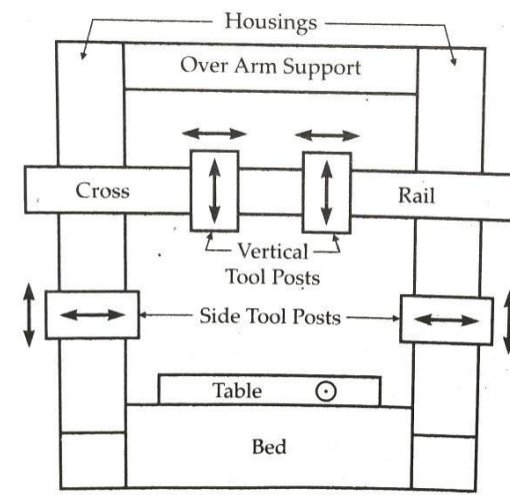 Housings
Over Arm Support
Cross
Rail
Vertical
Tool Posts
Side Tool Posts
Table
Bed